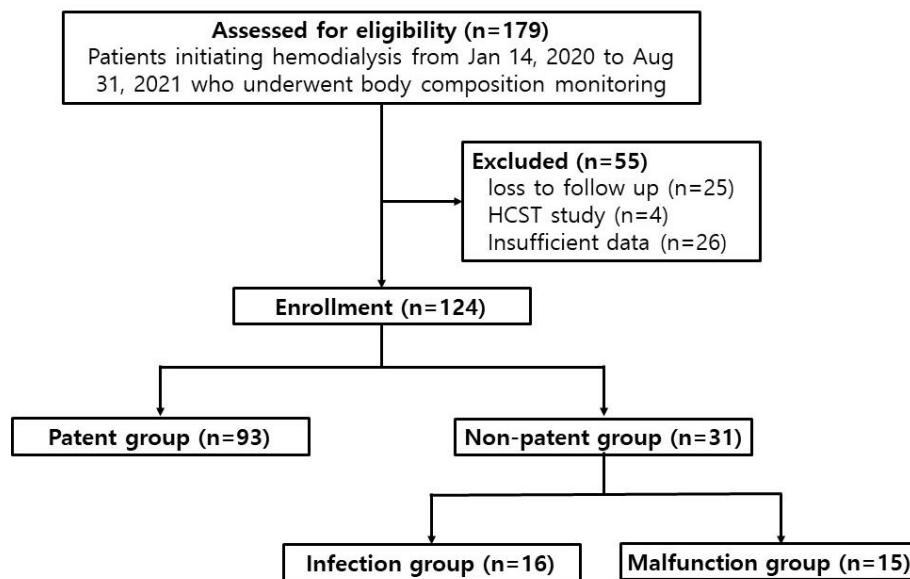 Assessed for eligibility (n=179)
Patients initiating hemodialysis from Jan 14, 2020 to Aug
31, 2021 who underwent body composition monitoring
Excluded (n=55)
loss to follow up (n=25)
HCST study (n=4)
Insufficient data (n=26)
Enrollment (n=124)
Patent group (n=93)
Non-patent group (n=31)
Infection group (n=16)
Malfunction group (n=15)